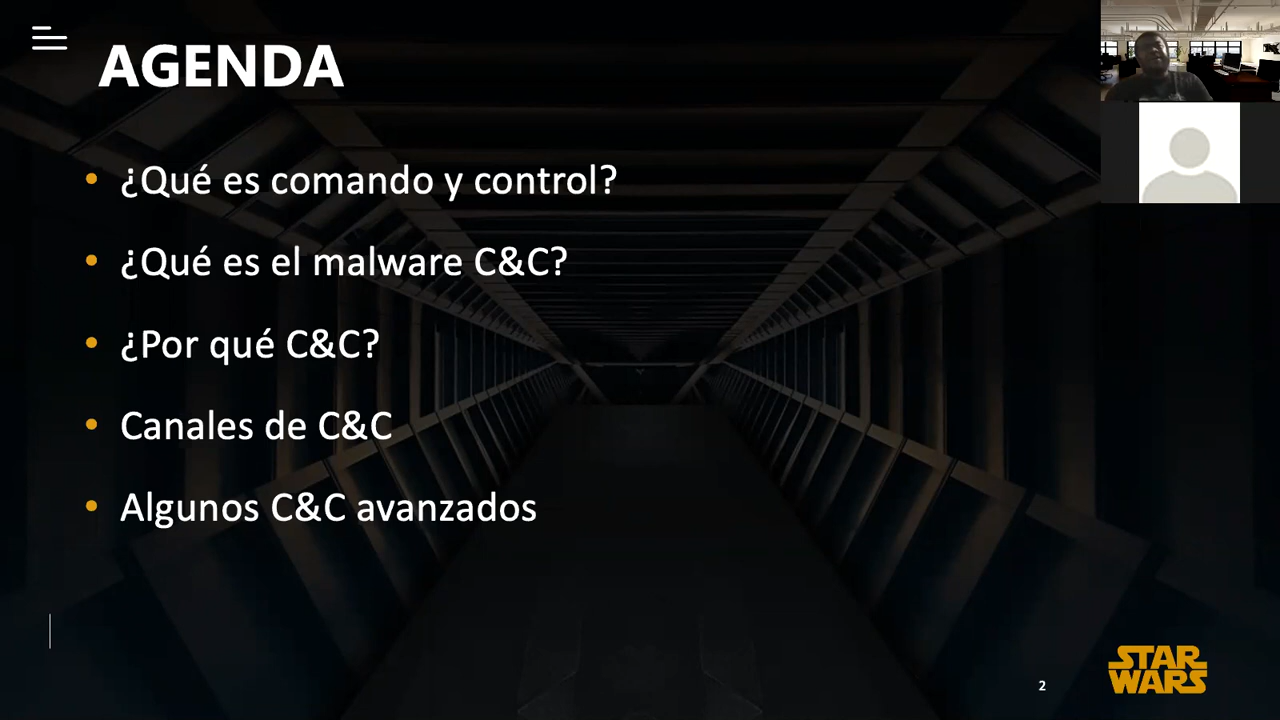 AGENDA
• ¿Qué es comando y control?
• ¿Qué es el malware C&C?
• ¿Por qué C&C?
• Canales de C&C
• Algunos C&C avanzados
2
STAR
WARS